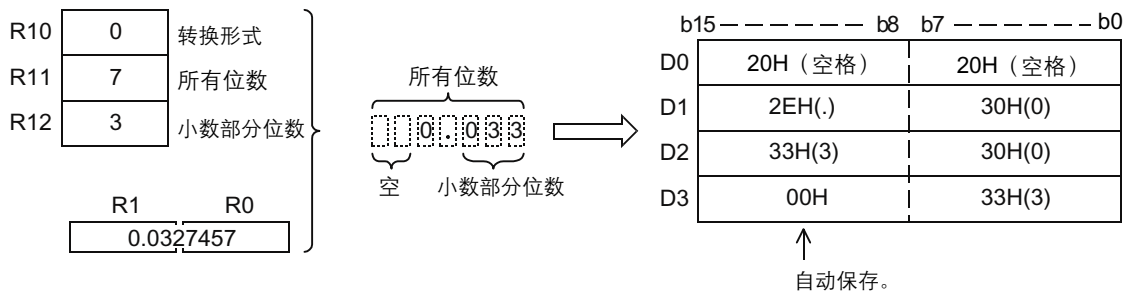 R10 0 转换形式
R11 7 所有位数
R12 3 小数部分位数
R1 R0
0.0327457
所有位数
0.033
空 小数部分位数
b15 b8 b7 b0
D0 20H（空格） 20H（空格）
D1 2EH(.) 30H(0)
D2 33H(3) 30H(0)
D3 00H 33H(3)
自动保存。